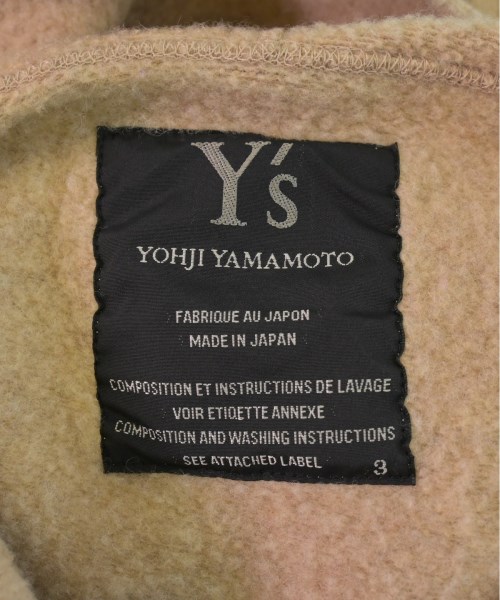 Y's
YOHJI YAMAMOTO
FABRIQUE AU JAPON
MADE IN JAPAN
COMPOSITION ET INSTRUCTIONS DE LAVAGE
VOIR ETIQETTE ANNEXE
COMPOSITION AND WASHING INSTRUCTIONS
SEE ATTACHED LABEL 3